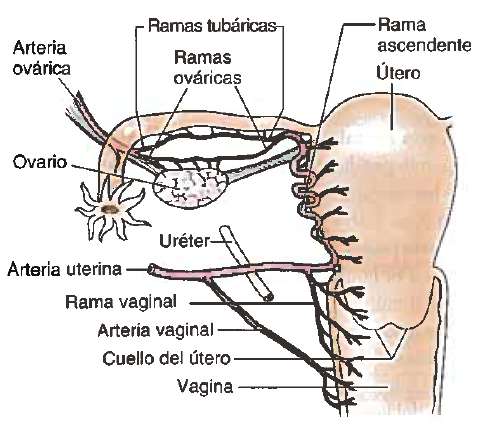 Ramas tubáricas
Rama
ascendente
Arteria
ovárica
Ramas
ováricas
Útero
Ovario
Uréter
Arteria uterina
Rama vaginal
Arteria vaginal
Cuello del útero
Vagina